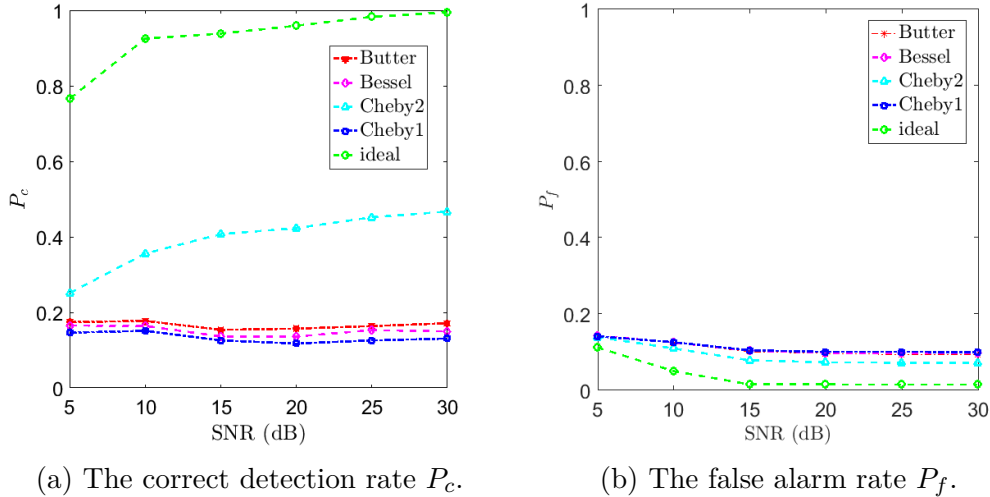 1
0.8
0.6
0.4
0.2
0
P_c
5 10 15 20 25 30
SNR (dB)
Butter
Bessel
Cheby2
Cheby1
ideal
(a) The correct detection rate P_c.
1
0.8
0.6
0.4
0.2
0
P_f
5 10 15 20 25 30
SNR (dB)
Butter
Bessel
Cheby2
Cheby1
ideal
(b) The false alarm rate P_f.